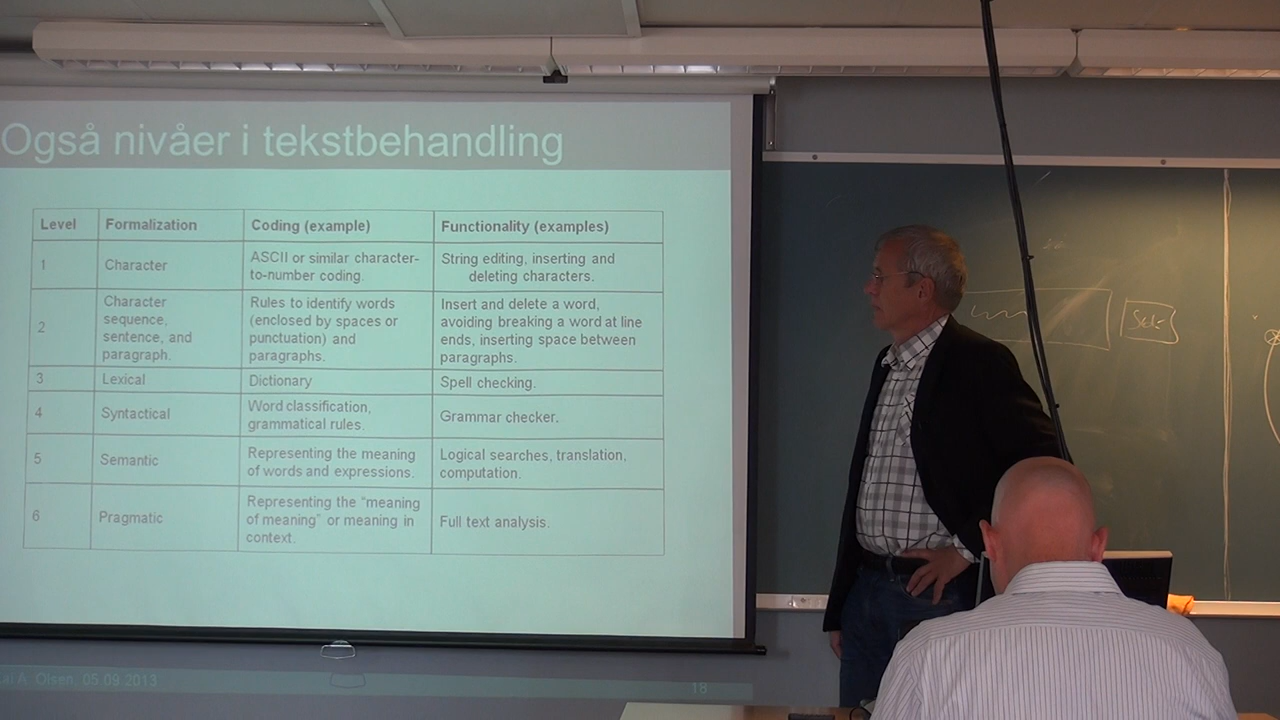 Også nivåer i tekstbehandling
Level Formalization Coding (example) Functionality (examples)
1 Character ASCII or similar character-
to-number coding. String editing, inserting and
deleting characters.
2 Character
sequence,
sentence, and
paragraph. Rules to identify words
(enclosed by spaces or
punctuation) and
paragraphs. Insert and delete a word,
avoiding breaking a word at line
ends, inserting space between
paragraphs.
3 Lexical Dictionary Spell checking.
4 Syntactical Word classification,
grammatical rules. Grammar checker.
5 Semantic Representing the meaning
of words and expressions. Logical searches, translation,
computation.
6 Pragmatic Representing the "meaning
of meaning" or meaning in
context. Full text analysis.
A. Olsen, 05.09.2013 18